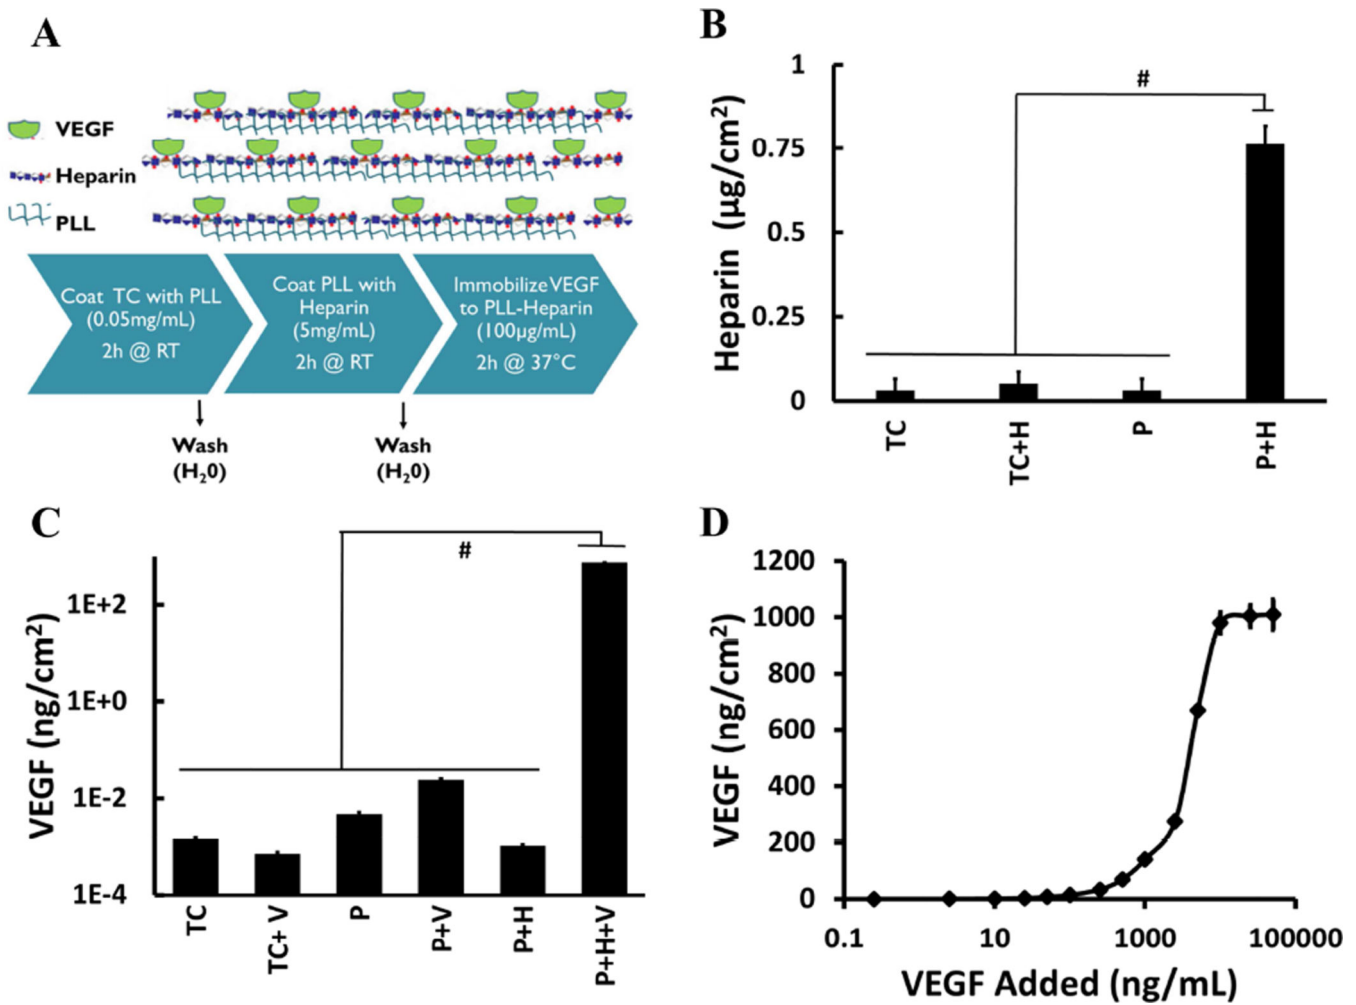 A
VEGF
Heparin
PLL
Coat TC with PLL
(0.05mg/mL)
2h @ RT
Coat PLL with
Heparin
(5mg/mL)
2h @ RT
Immobilize VEGF
to PLL-Heparin
(100µg/mL)
2h @ 37°C
Wash
(H₂0)
Wash
(H₂0)
B
Heparin (µg/cm²)
1
0.75
0.5
0.25
0
#
TC
TC+H
P
P+H
C
VEGF (ng/cm²)
1E+2
1E+0
1E-2
1E-4
#
TC
TC+ V
P
P+V
P+H
P+H+V
D
VEGF (ng/cm²)
1200
1000
800
600
400
200
0
0.1
10
1000
100000
VEGF Added (ng/mL)